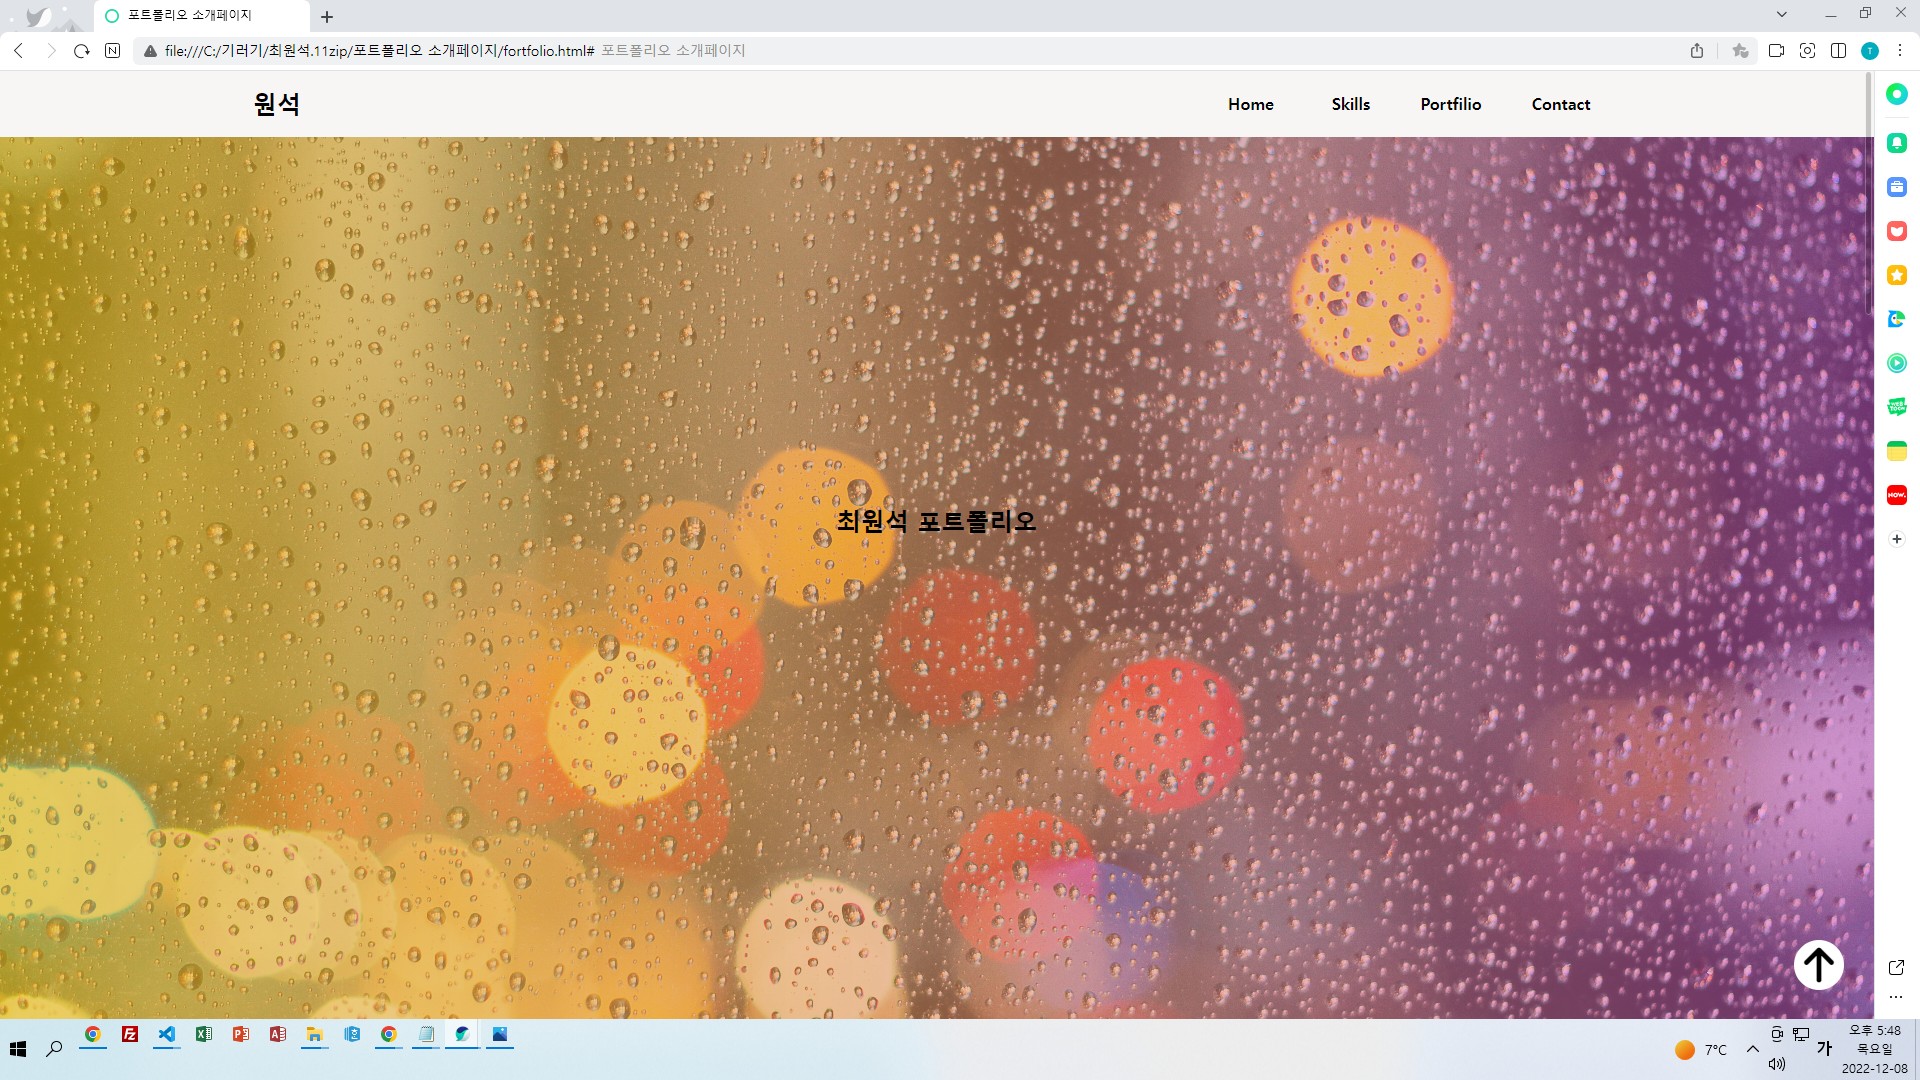 포트폴리오 소개페이지
file:///C:/기러기/최원석.11zip/포트폴리오 소개페이지/fortfolio.html# 포트폴리오 소개페이지
원석
Home Skills Portfilio Contact
최원석 포트폴리오
NOW.
7°C
가
오후 5:48
목요일
2022-12-08